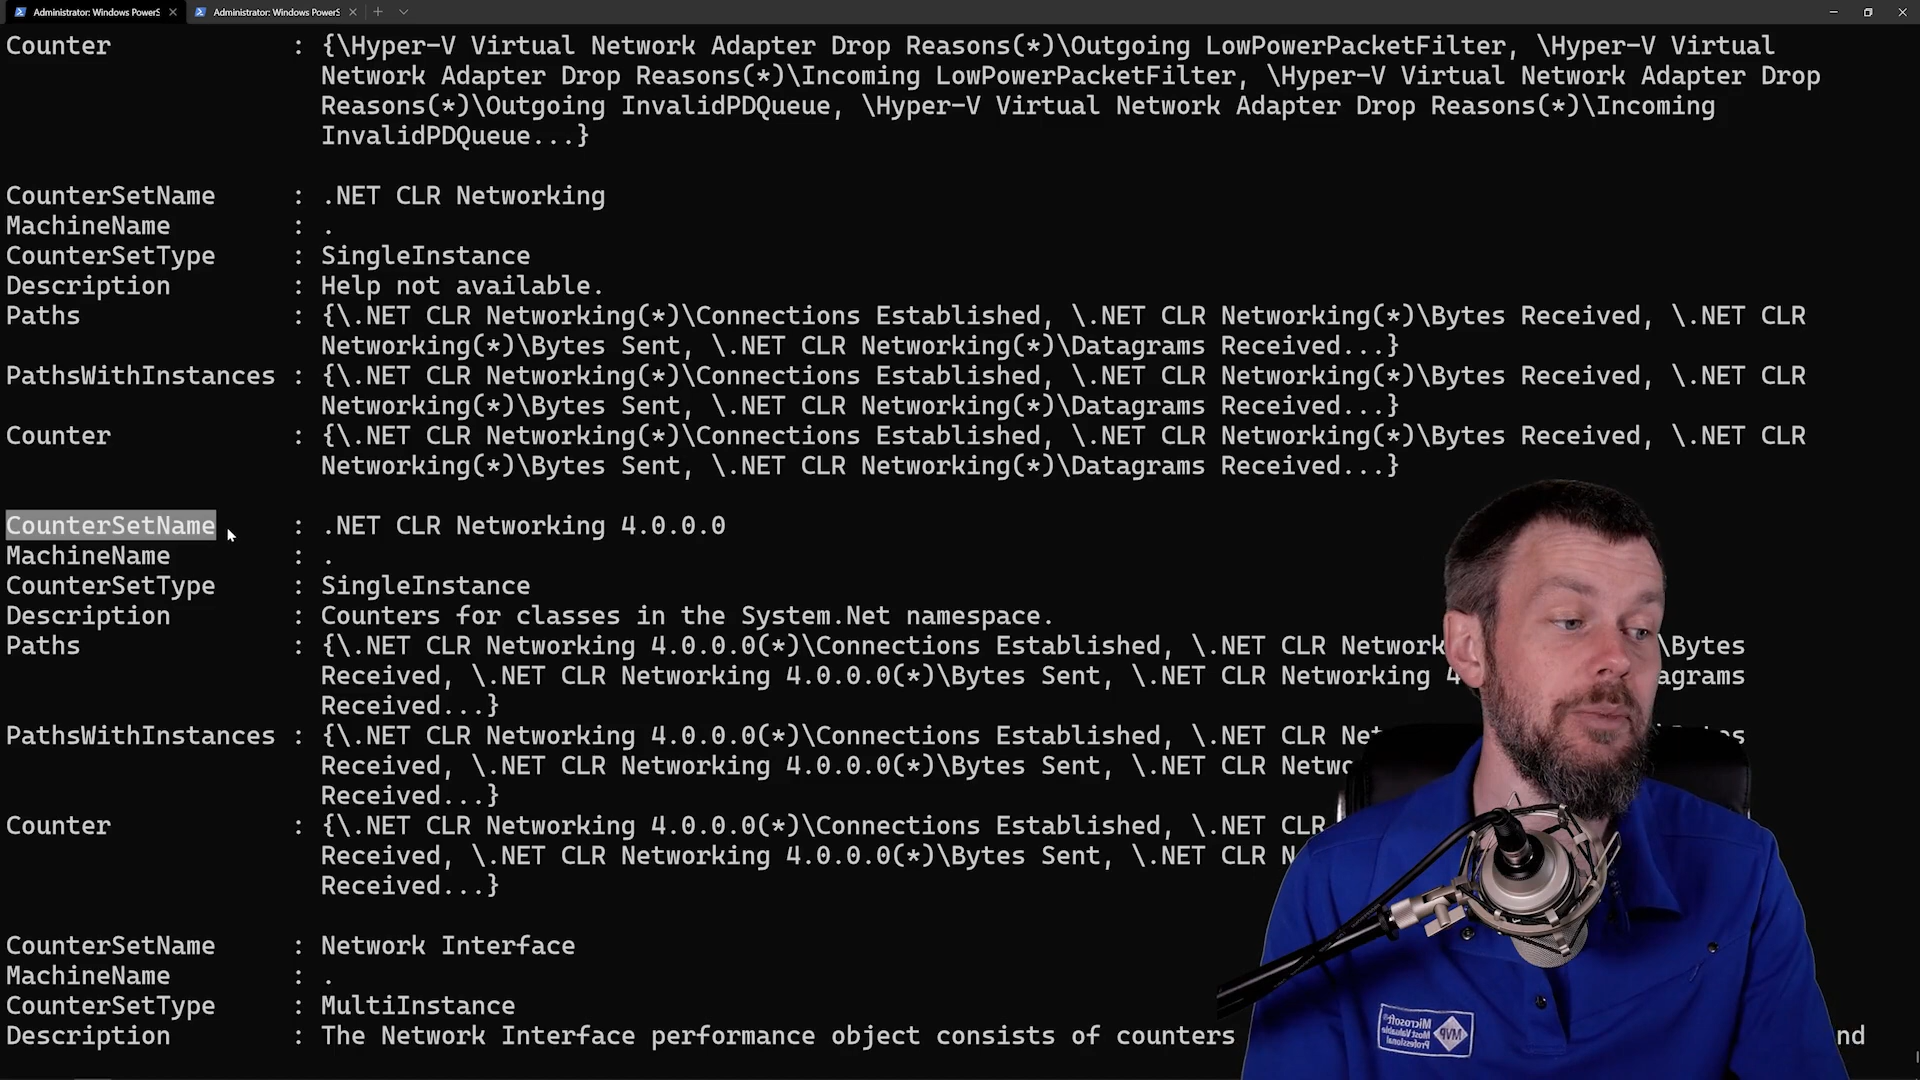 Administrator: Windows PowerS
Administrator: Windows PowerS
Counter : {\Hyper-V Virtual Network Adapter Drop Reasons(*)\Outgoing LowPowerPacketFilter, \Hyper-V Virtual
Network Adapter Drop Reasons(*)\Incoming LowPowerPacketFilter, \Hyper-V Virtual Network Adapter Drop
Reasons(*)\Outgoing InvalidPDQueue, \Hyper-V Virtual Network Adapter Drop Reasons(*)\Incoming
InvalidPDQueue...}
CounterSetName : .NET CLR Networking
MachineName : .
CounterSetType : SingleInstance
Description : Help not available.
Paths : {\.NET CLR Networking(*)\Connections Established, \.NET CLR Networking(*)\Bytes Received, \.NET CLR
Networking(*)\Bytes Sent, \.NET CLR Networking(*)\Datagrams Received...}
PathsWithInstances : {\.NET CLR Networking(*)\Connections Established, \.NET CLR Networking(*)\Bytes Received, \.NET CLR
Networking(*)\Bytes Sent, \.NET CLR Networking(*)\Datagrams Received...}
Counter : {\.NET CLR Networking(*)\Connections Established, \.NET CLR Networking(*)\Bytes Received, \.NET CLR
Networking(*)\Bytes Sent, \.NET CLR Networking(*)\Datagrams Received...}
CounterSetName : .NET CLR Networking 4.0.0.0
MachineName : .
CounterSetType : SingleInstance
Description : Counters for classes in the System.Net namespace.
Paths : {\.NET CLR Networking 4.0.0.0(*)\Connections Established, \.NET CLR Network \Bytes
Received, \.NET CLR Networking 4.0.0.0(*)\Bytes Sent, \.NET CLR Networking 4 agrams
Received...}
PathsWithInstances : {\.NET CLR Networking 4.0.0.0(*)\Connections Established, \.NET CLR Net
Received, \.NET CLR Networking 4.0.0.0(*)\Bytes Sent, \.NET CLR Netwo
Received...}
Counter : {\.NET CLR Networking 4.0.0.0(*)\Connections Established, \.NET CLR
Received, \.NET CLR Networking 4.0.0.0(*)\Bytes Sent, \.NET CLR N
Received...}
CounterSetName : Network Interface
MachineName : .
CounterSetType : MultiInstance
Description : The Network Interface performance object consists of counters nd
Microsoft®
Most Valuable
Professional
MVP